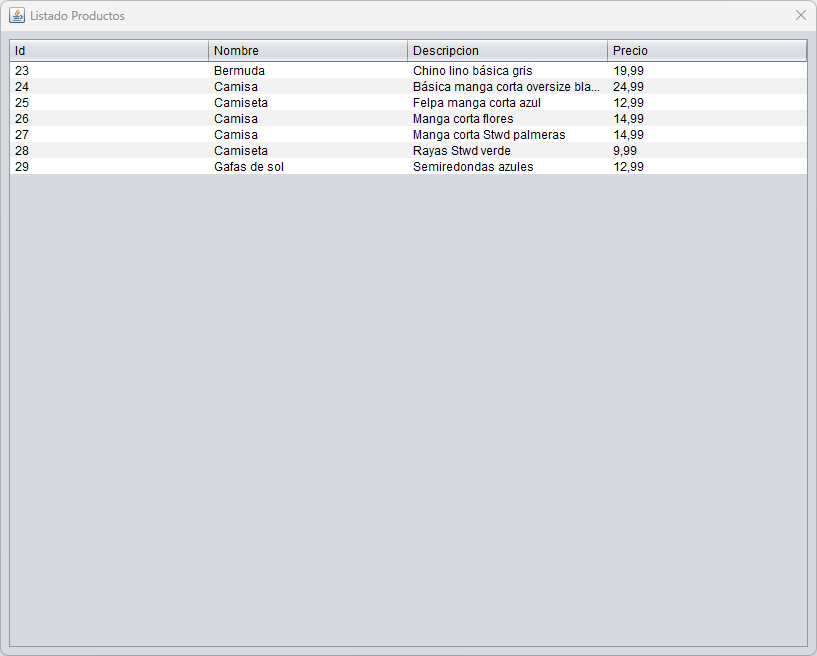 Listado Productos
Id Nombre Descripcion Precio
23 Bermuda Chino lino básica gris 19,99
24 Camisa Básica manga corta oversize bla... 24,99
25 Camiseta Felpa manga corta azul 12,99
26 Camisa Manga corta flores 14,99
27 Camisa Manga corta Stwd palmeras 14,99
28 Camiseta Rayas Stwd verde 9,99
29 Gafas de sol Semiredondas azules 12,99